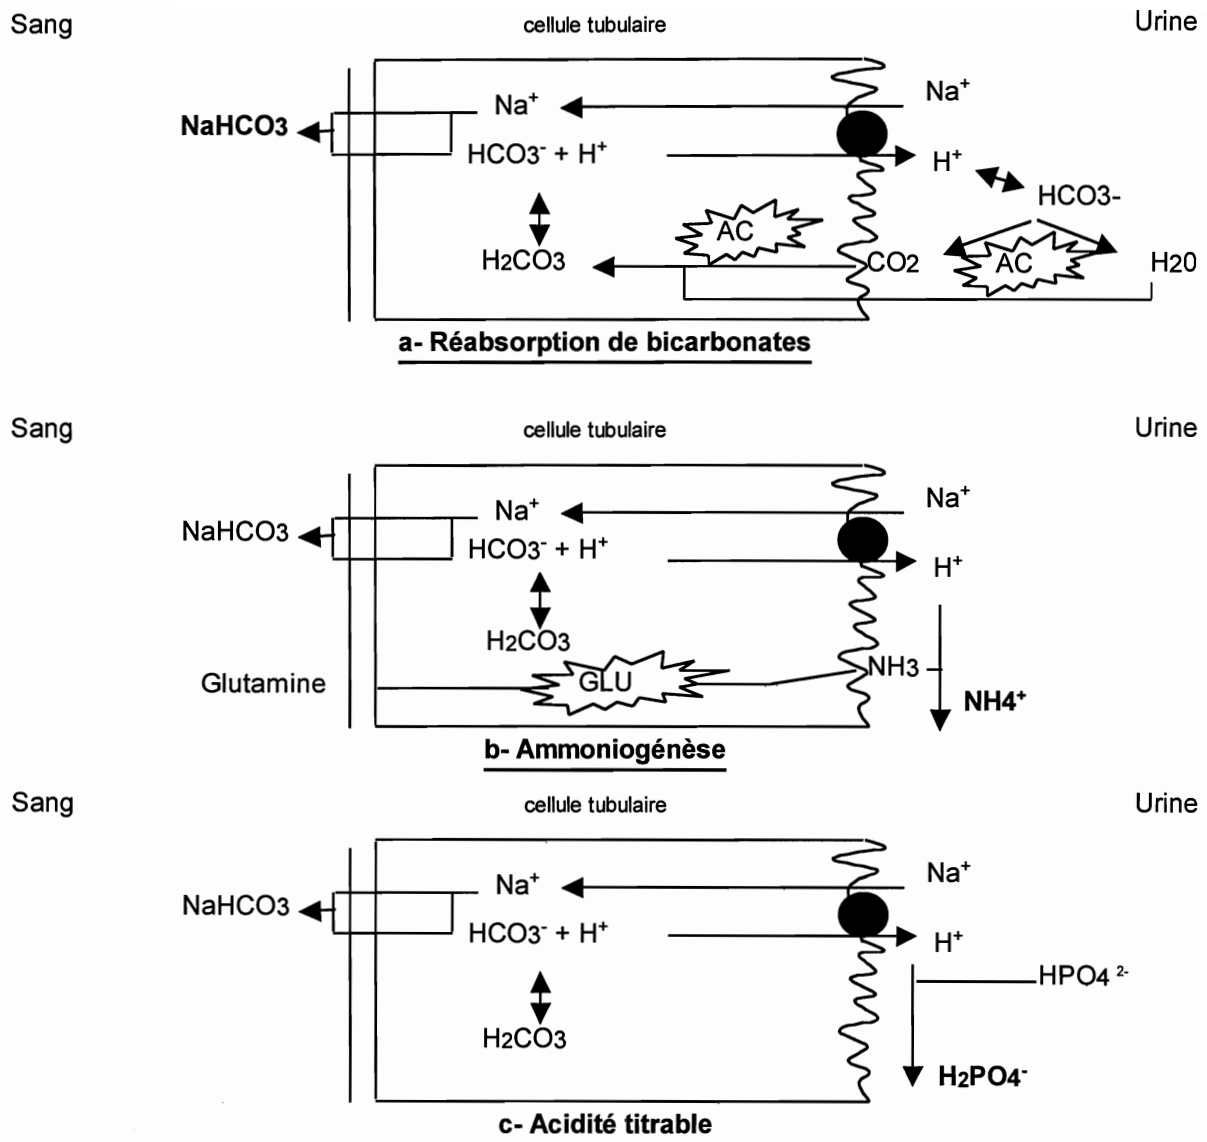 Sang cellule tubulaire Urine
Na⁺ Na⁺
NaHCO3
HCO3⁻ + H⁺ H⁺
HCO3-
AC
H2CO3 CO2 AC H20
a- Réabsorption de bicarbonates
Sang cellule tubulaire Urine
Na⁺ Na⁺
NaHCO3
HCO3⁻ + H⁺ H⁺
H2CO3
Glutamine GLU NH3
NH4⁺
b- Ammoniogénèse
Sang cellule tubulaire Urine
Na⁺ Na⁺
NaHCO3
HCO3⁻ + H⁺ H⁺
HPO4 ²⁻
H2CO3
H2PO4⁻
c- Acidité titrable